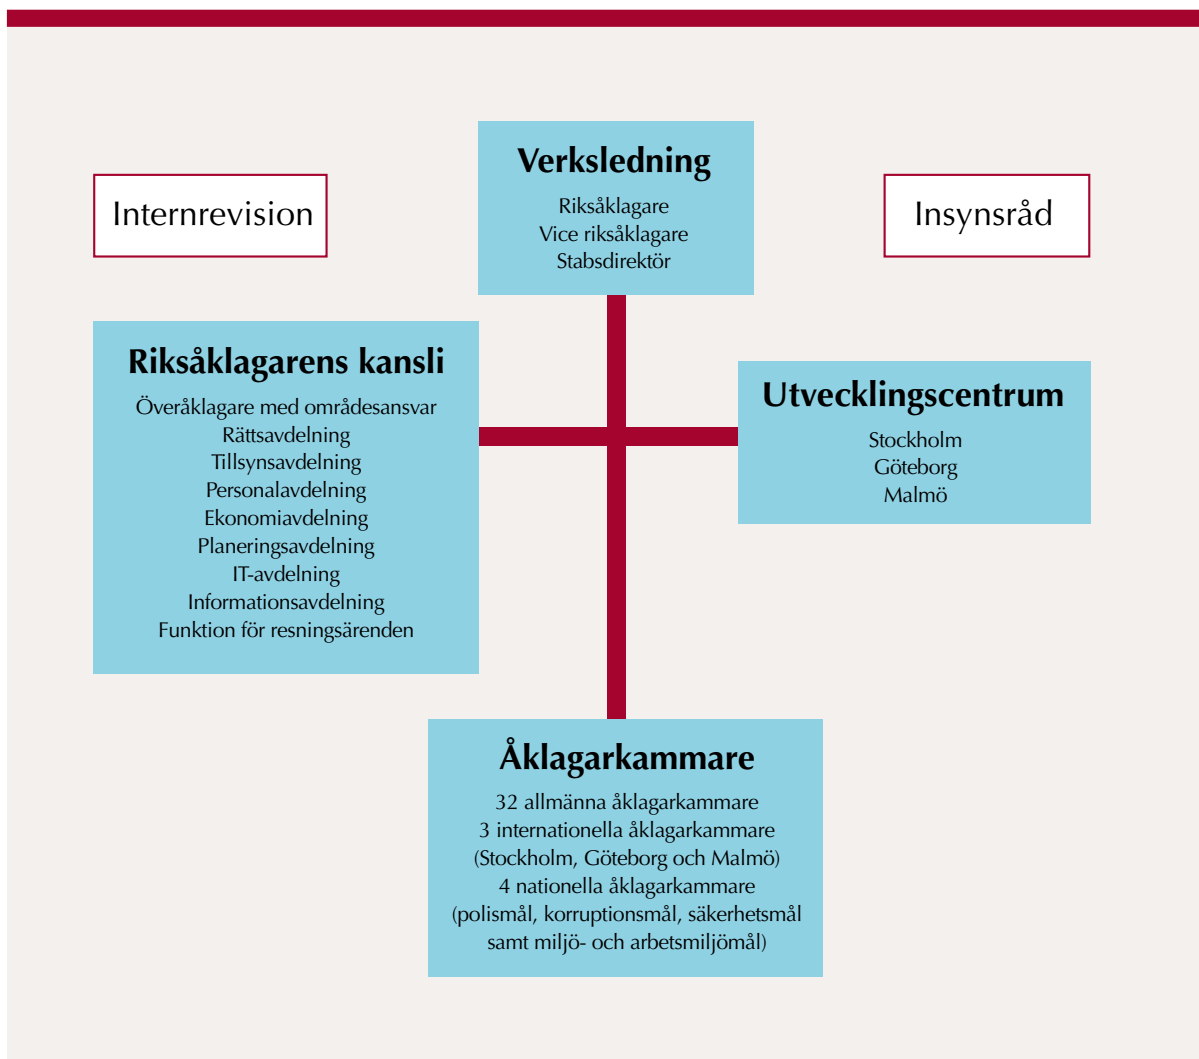 Verksledning
Riksåklagare
Vice riksåklagare
Stabsdirektör
Internrevision
Insynsråd
Riksåklagarens kansli
Överåklagare med områdesansvar
Rättsavdelning
Tillsynsavdelning
Personalavdelning
Ekonomiavdelning
Planeringsavdelning
IT-avdelning
Informationsavdelning
Funktion för resningsärenden
Utvecklingscentrum
Stockholm
Göteborg
Malmö
Åklagarkammare
32 allmänna åklagarkammare
3 internationella åklagarkammare
(Stockholm, Göteborg och Malmö)
4 nationella åklagarkammare
(polismål, korruptionsmål, säkerhetsmål
samt miljö- och arbetsmiljömål)